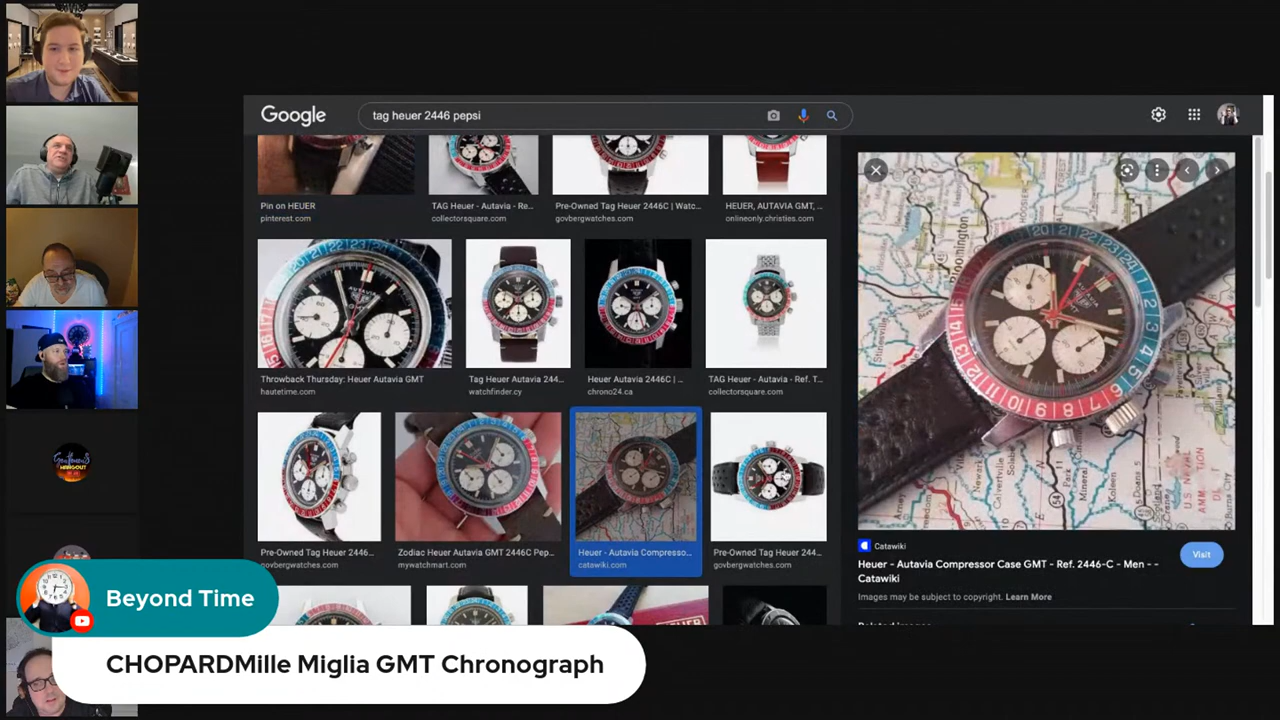 Google
tag heuer 2446 pepsi
Pin on HEUER
pinterest.com
TAG Heuer - Autavia - Re...
collectorsquare.com
Pre-Owned Tag Heuer 2446C | Watc...
govbergwatches.com
HEUER, AUTAVIA GMT, ...
onlineonly.christies.com
Throwback Thursday: Heuer Autavia GMT
hautetime.com
Tag Heuer Autavia 244...
watchfinder.cy
Heuer Autavia 2446C | ...
chrono24.ca
TAG Heuer - Autavia - Ref. T...
collectorsquare.com
Pre-Owned Tag Heuer 2446...
govbergwatches.com
Zodiac Heuer Autavia GMT 2446C Pep...
mywatchmart.com
Heuer - Autavia Compresso...
catawiki.com
Pre-Owned Tag Heuer 244...
govbergwatches.com
Bloomington
Catawiki
Visit
Heuer - Autavia Compressor Case GMT - Ref. 2446-C - Men - -
Catawiki
Images may be subject to copyright. Learn More
Beyond Time
CHOPARDMille Miglia GMT Chronograph